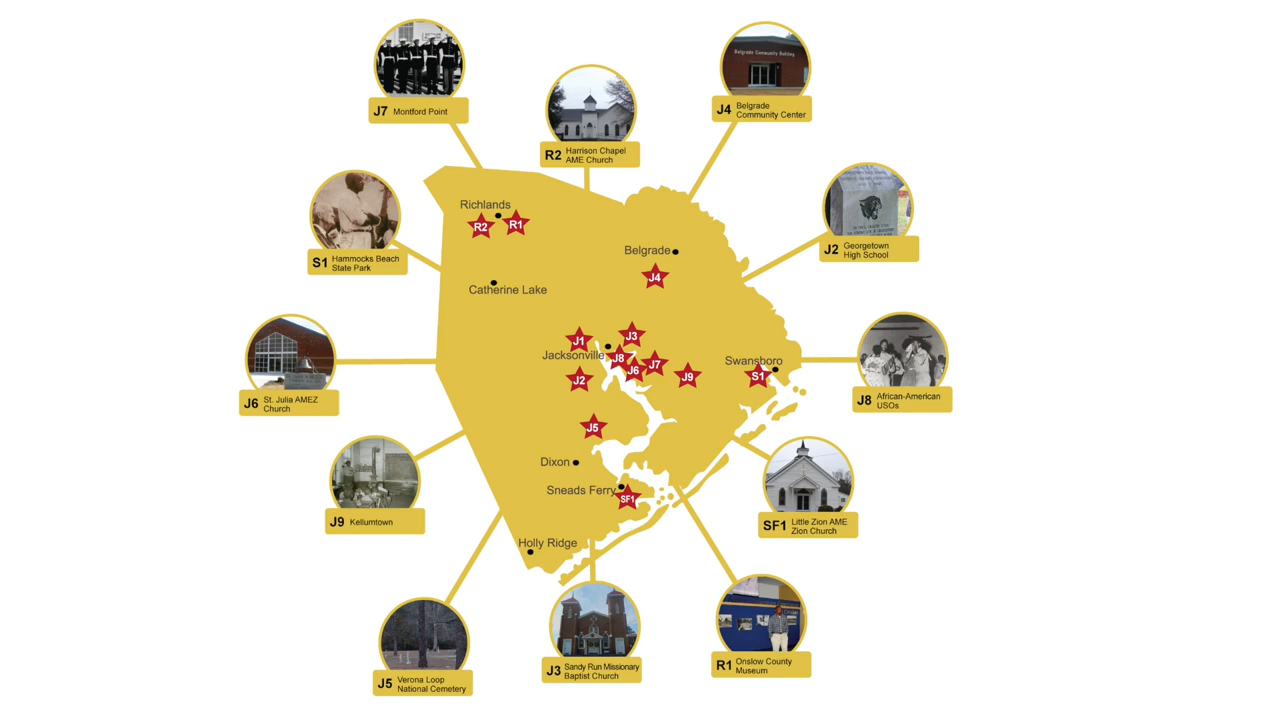 J7 Montford Point
R2 Harrison Chapel
AME Church
Belgrade Community Building
J4 Belgrade
Community Center
S1 Hammocks Beach
State Park
J2 Georgetown
High School
J6 St. Julia AMEZ
Church
J8 African-American
USOs
J9 Kellumtown
SF1 Little Zion AME
Zion Church
J5 Verona Loop
National Cemetery
J3 Sandy Run Missionary
Baptist Church
R1 Onslow County
Museum
Richlands
R2
R1
Belgrade
J4
Catherine Lake
J1
J3
Jacksonville
J8
J6
J7
J2
J9
Swansboro
S1
J5
Dixon
Sneads Ferry
SF1
Holly Ridge